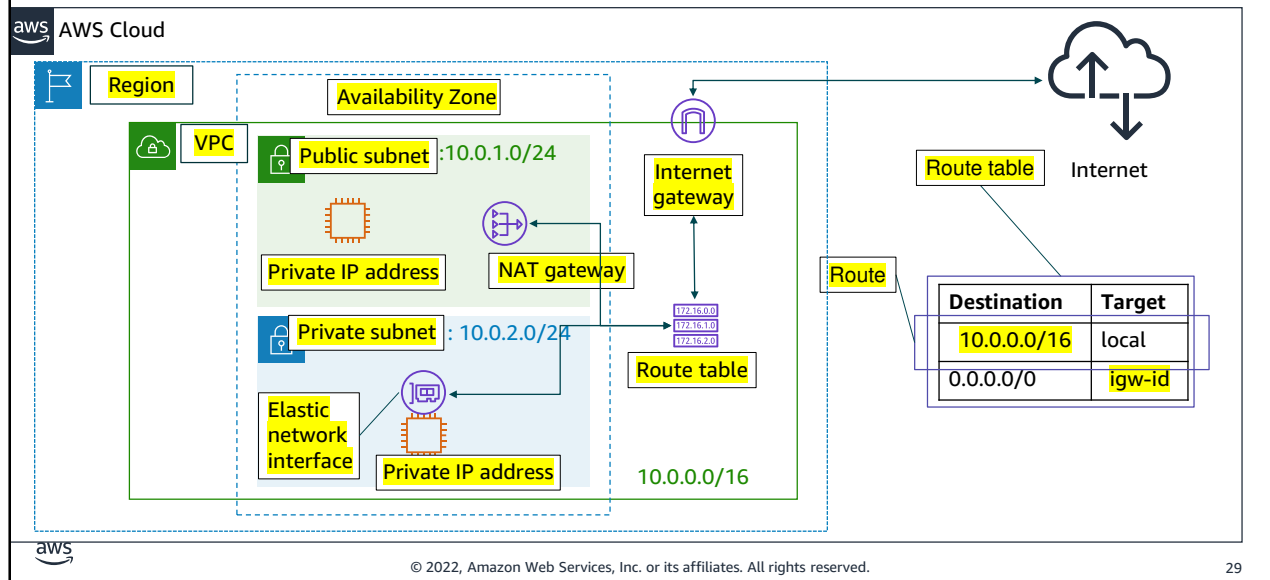 aws AWS Cloud
Region
Availability Zone
VPC
Public subnet :10.0.1.0/24
Internet
gateway
Route table
Internet
Private IP address
NAT gateway
Route
Destination Target
10.0.0.0/16 local
0.0.0.0/0 igw-id
172.16.0.0
172.16.1.0
172.16.2.0
Private subnet : 10.0.2.0/24
Route table
Elastic
network
interface
Private IP address
10.0.0.0/16
aws
© 2022, Amazon Web Services, Inc. or its affiliates. All rights reserved.
29